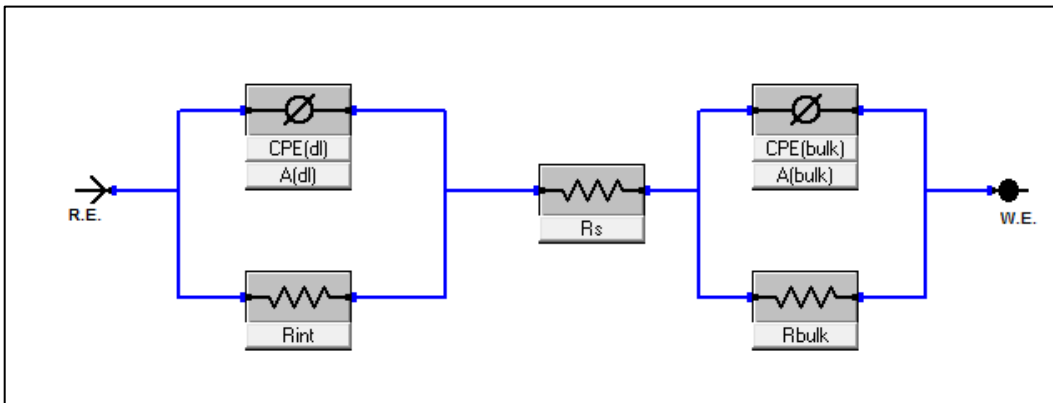 CPE(dl)
A(dl)
CPE(bulk)
A(bulk)
R.E.
Rs
W.E.
Rint
Rbulk